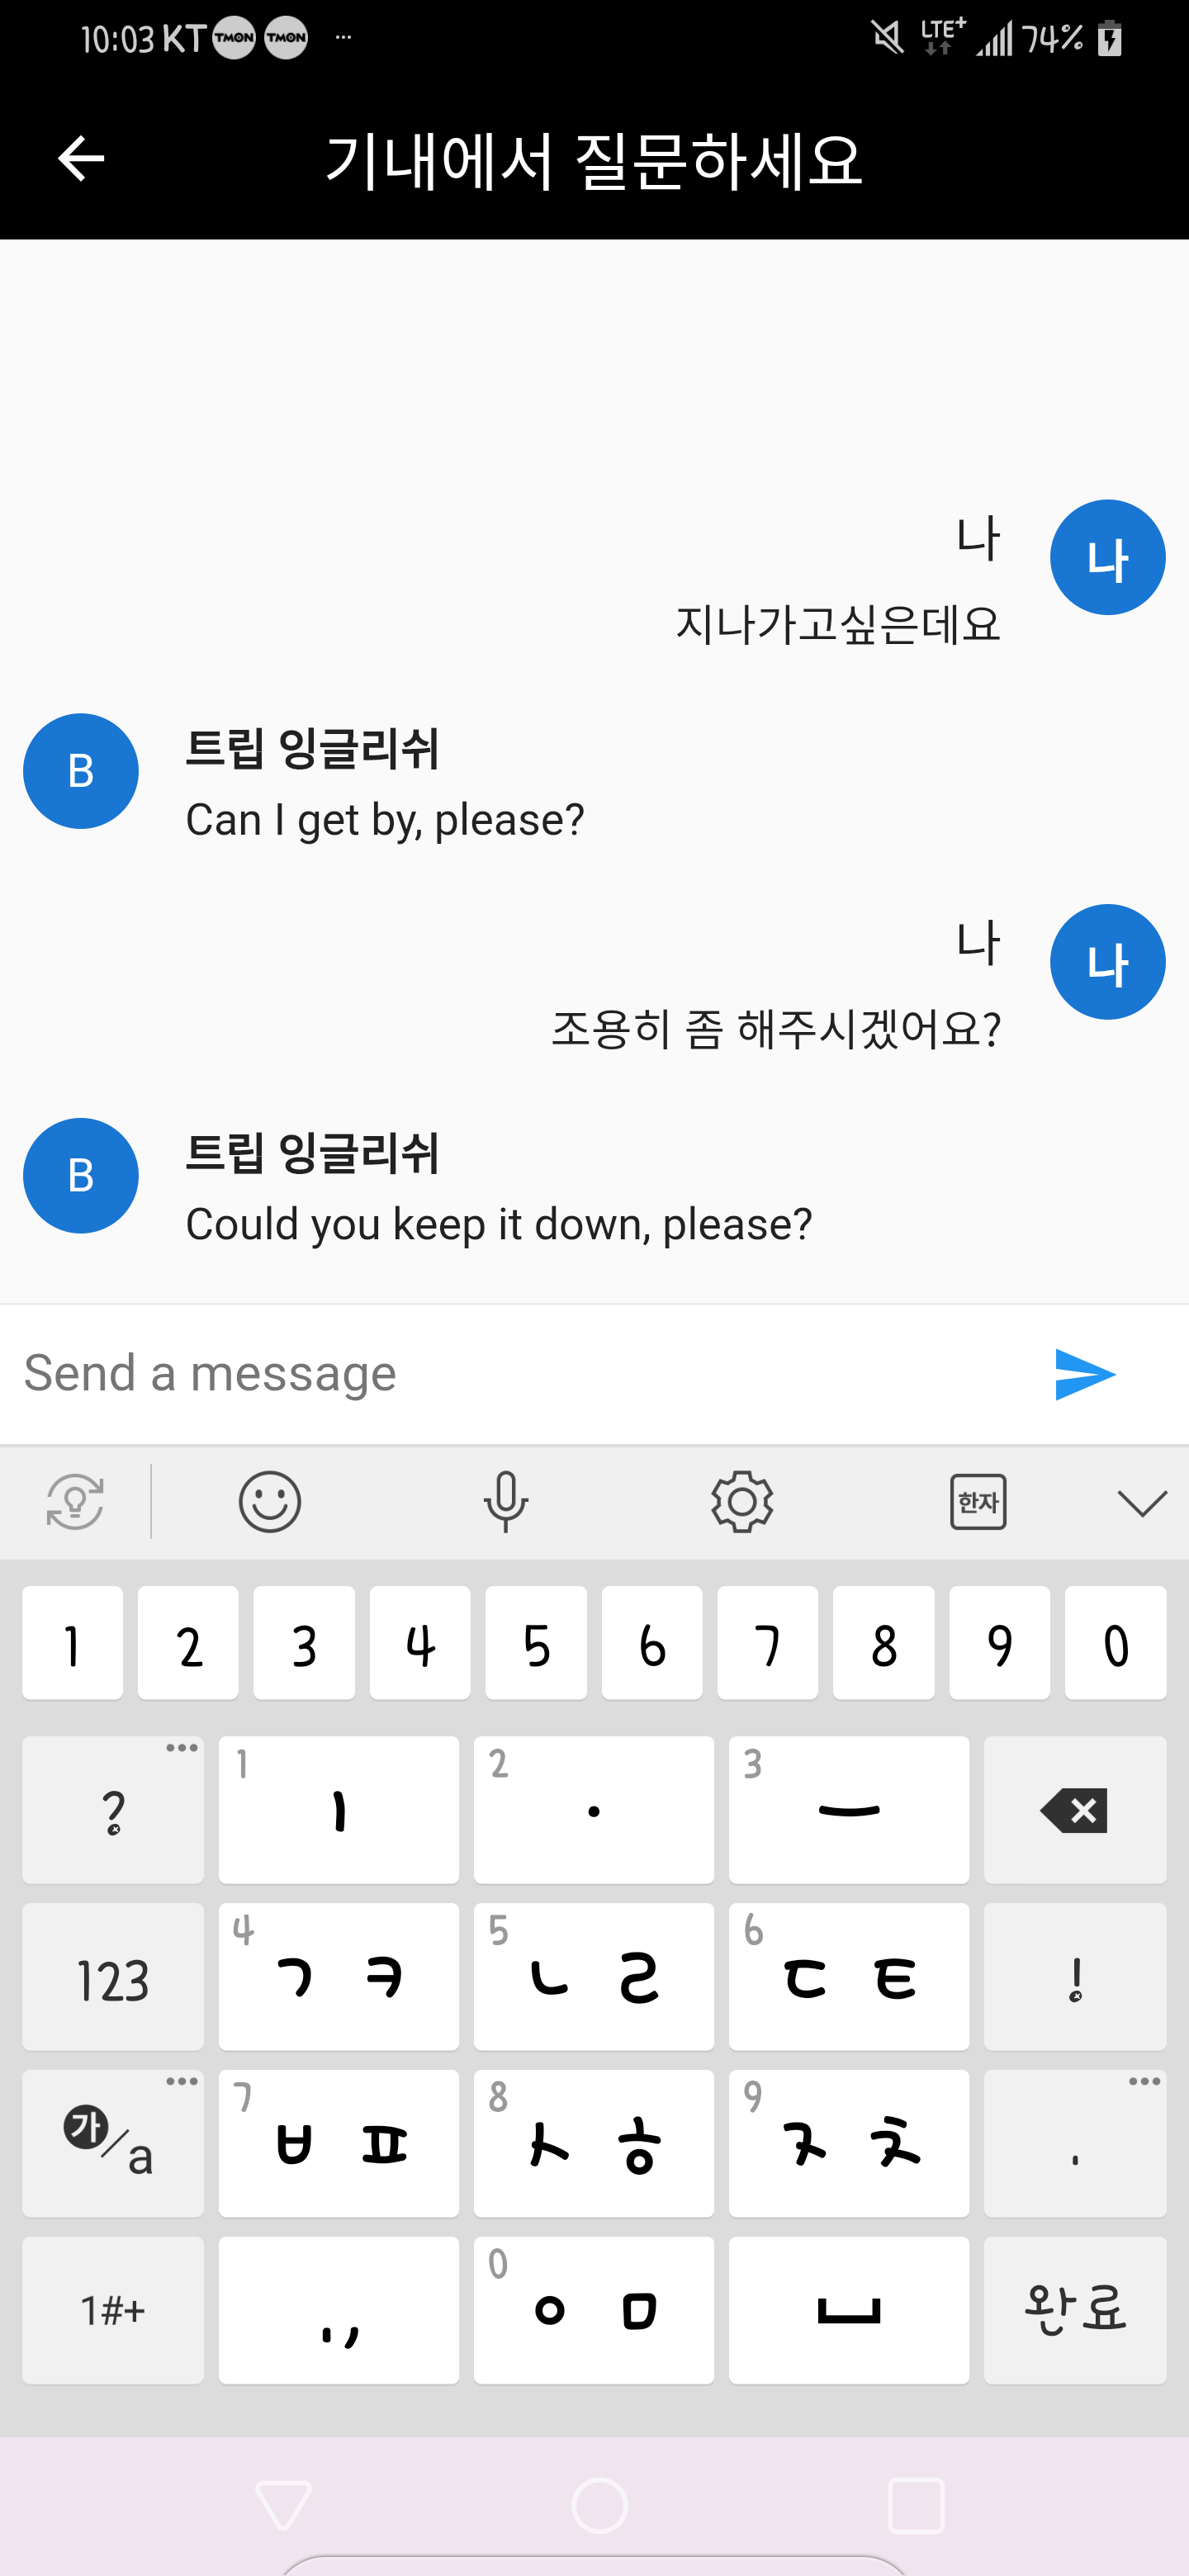 10:03 KT TMON TMON ... LTE+ 74%
기내에서 질문하세요
나
나
지나가고싶은데요
B
트립 잉글리쉬
Can I get by, please?
나
나
조용히 좀 해주시겠어요?
B
트립 잉글리쉬
Could you keep it down, please?
Send a message
한자
1 2 3 4 5 6 7 8 9 0
? 1 ㅣ 2 · 3 ㅡ
123 4 ㄱ ㅋ 5 ㄴ ㄹ 6 ㄷ ㅌ !
가/a 7 ㅂ ㅍ 8 ㅅ ㅎ 9 ㅈ ㅊ .
1#+ ., 0 ㅇ ㅁ 완료